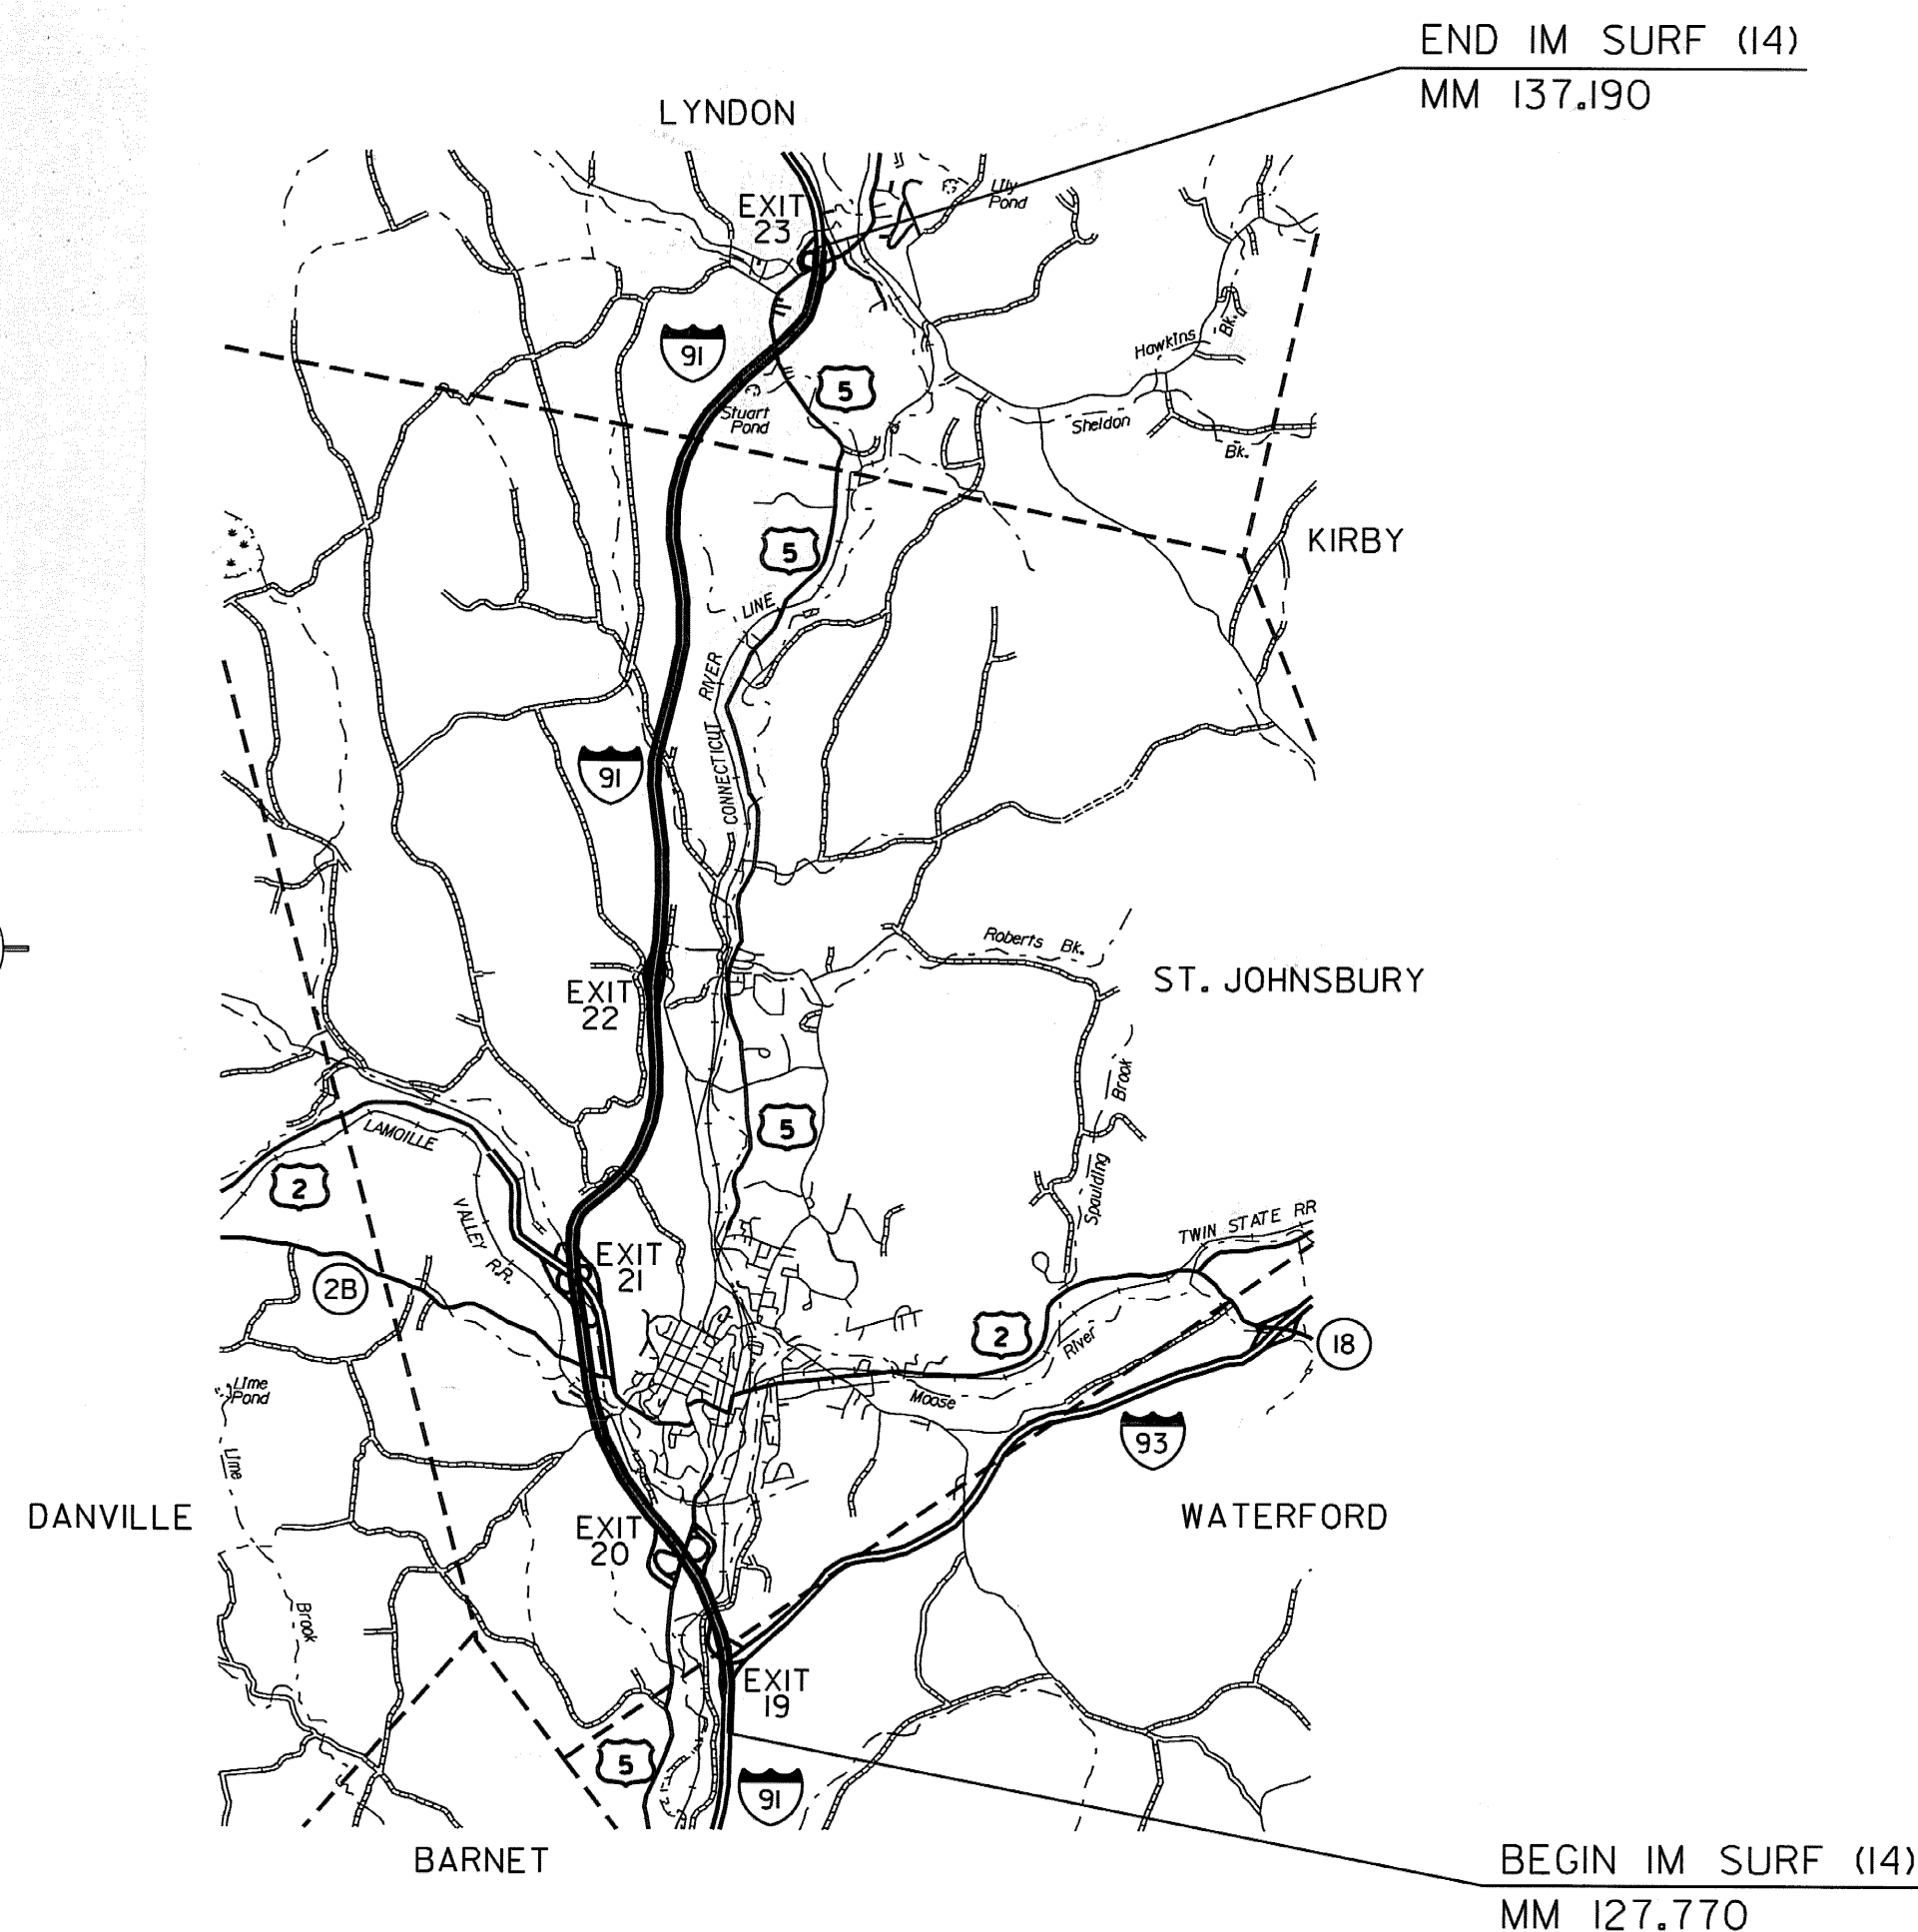 END IM SURF (14)
MM 137.190
LYNDON
EXIT
23
Lily
Pond
91
5
Hawkins
Bk.
Stuart
Pond
Sheldon
Bk.
KIRBY
5
LINE
RIVER
CONNECTICUT
91
Roberts Bk.
ST. JOHNSBURY
EXIT
22
Brook
Spaulding
5
LAMOILLE
VALLEY
R.R.
2
TWIN STATE RR
EXIT
21
2B
2
River
18
Lime
Pond
Moose
93
Lime
DANVILLE
WATERFORD
EXIT
20
Brook
EXIT
19
5
91
BARNET
BEGIN IM SURF (14)
MM 127.770